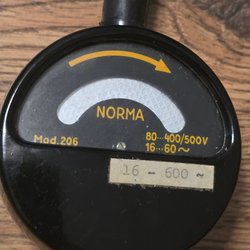 NORMA
Mod.206
80...400/500V
16...60~
16 - 600 ~